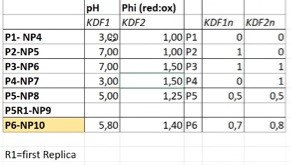 pH Phi (red:ox)
KDF1 KDF2 KDF1n KDF2n
P1- NP4 3,00 1,00 P1 0 0
P2-NP5 7,00 1,00 P2 1 0
P3-NP6 7,00 1,50 P3 1 1
P4-NP7 3,00 1,50 P4 0 1
P5-NP8 5,00 1,25 P5 0,5 0,5
P5R1-NP9
P6-NP10 5,80 1,40 P6 0,7 0,8
R1=first Replica